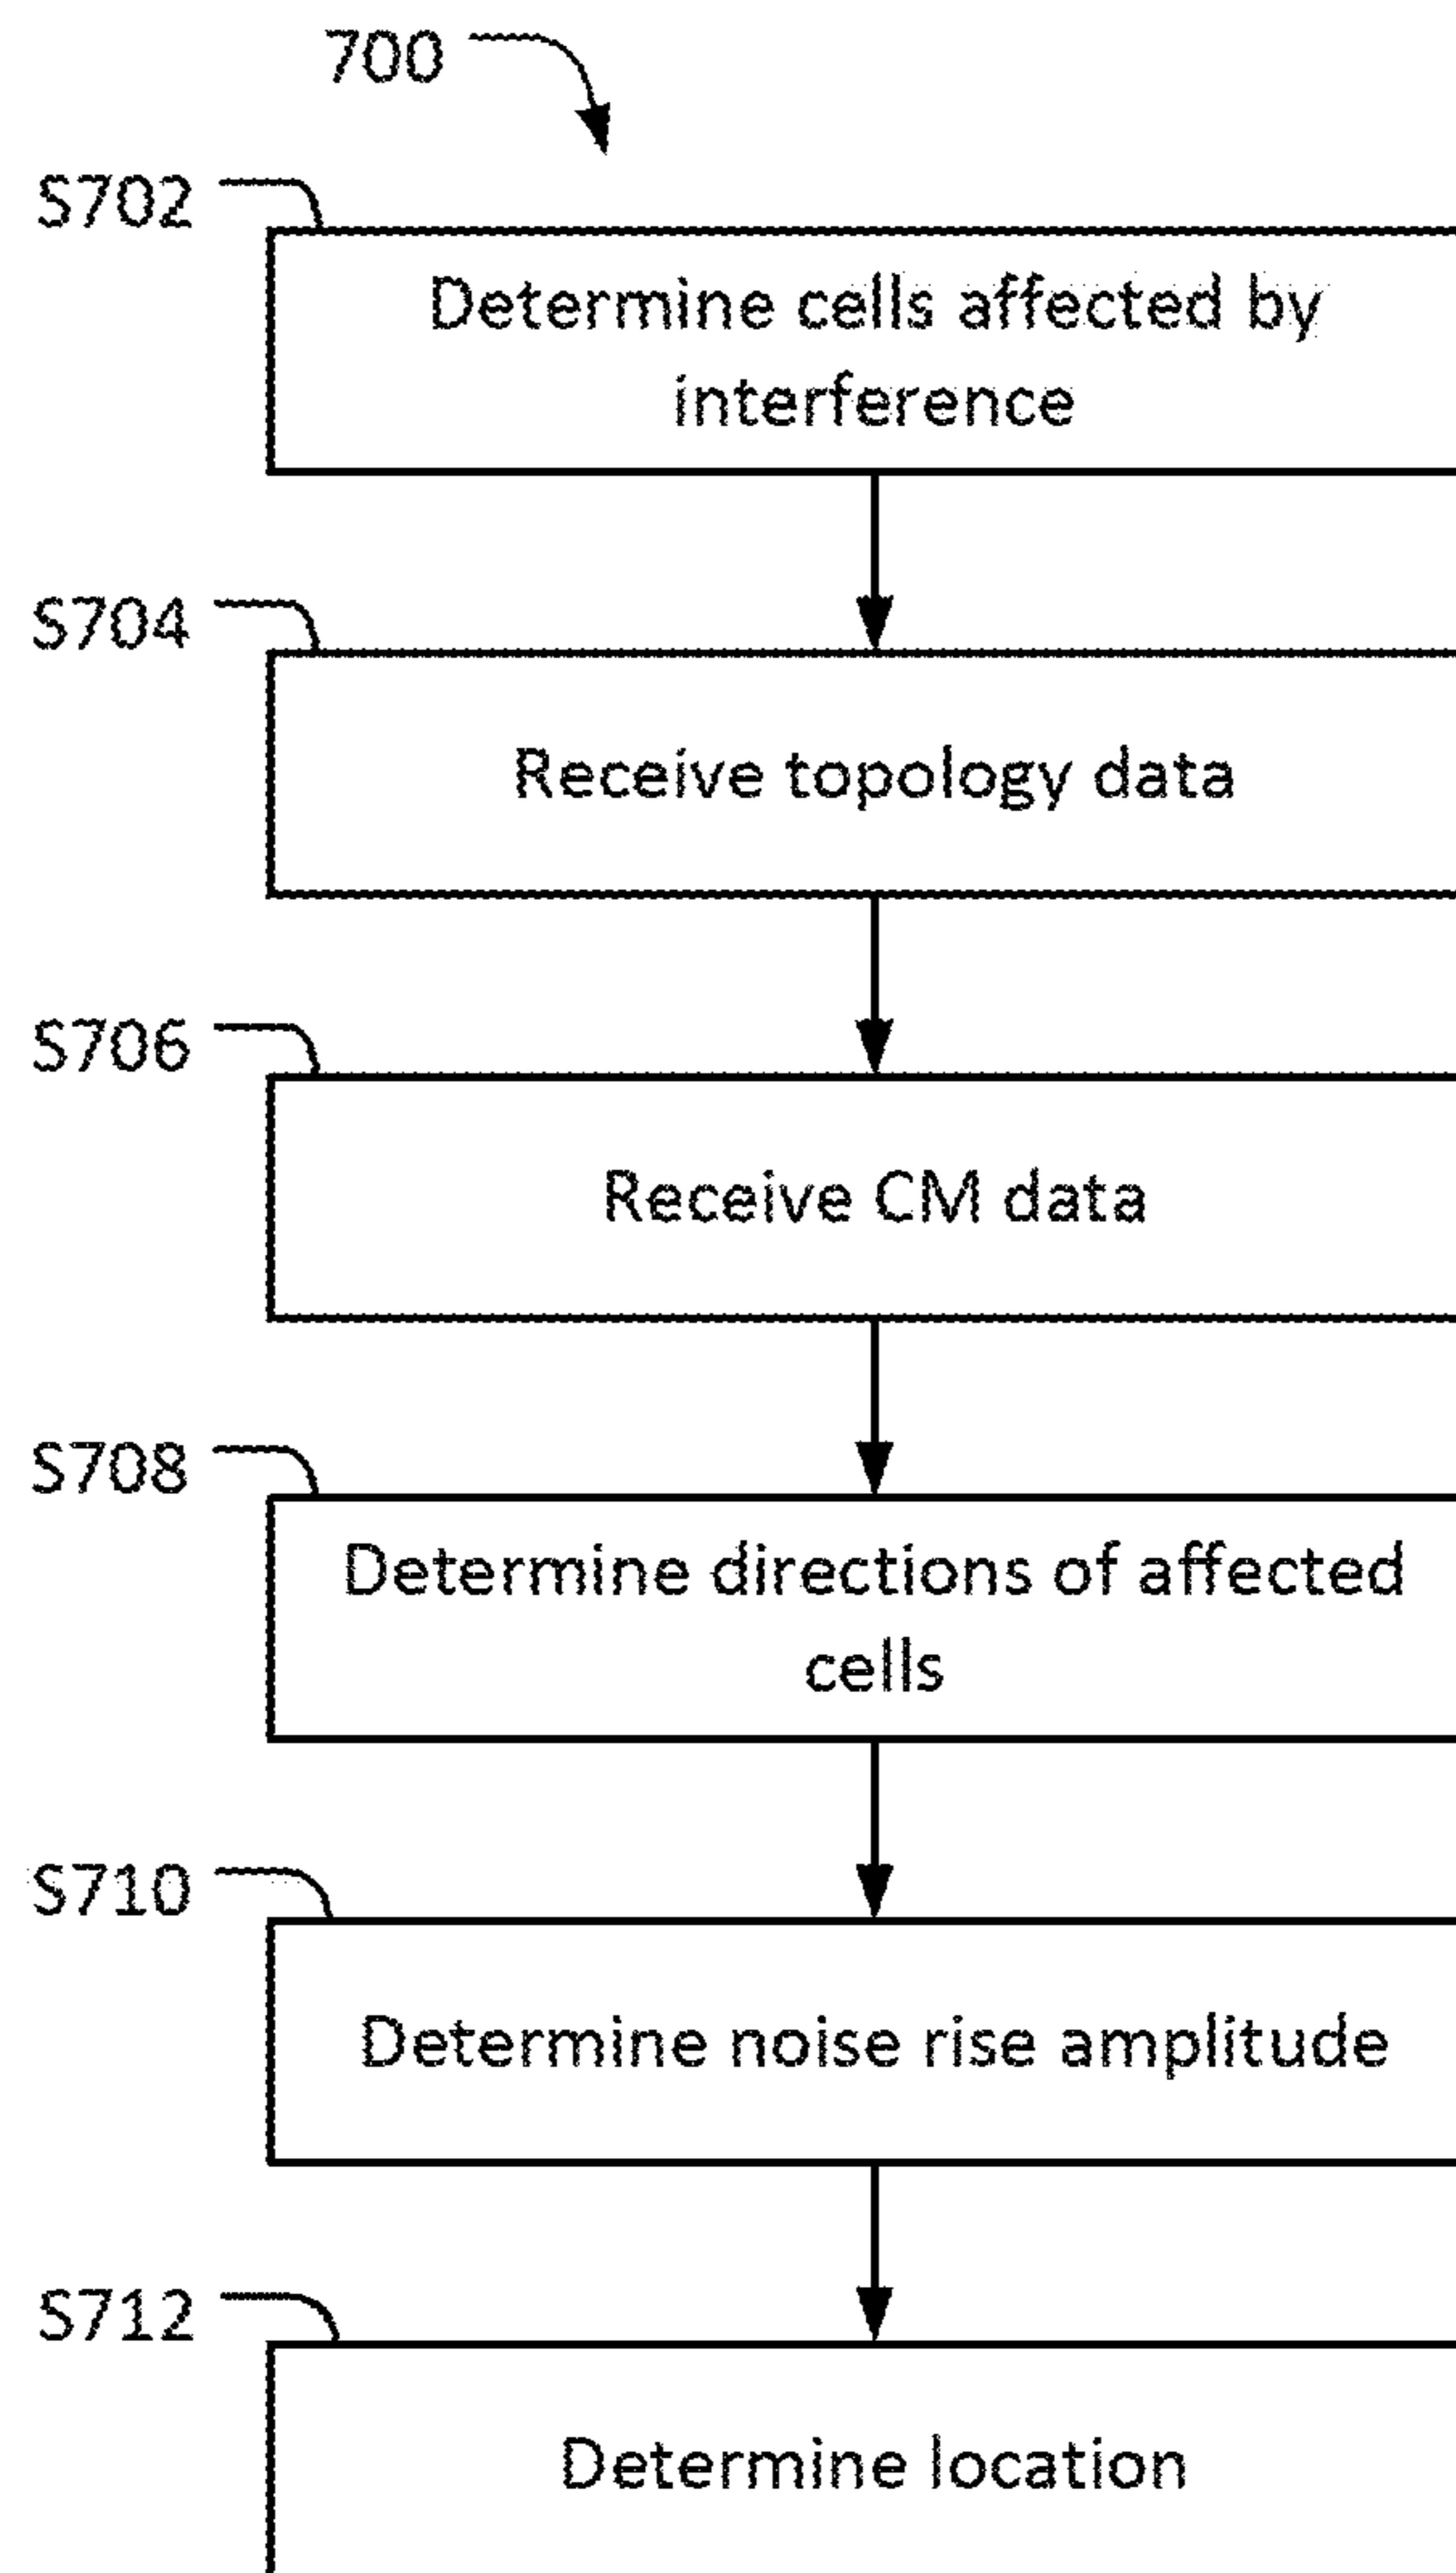 700
S702
Determine cells affected by
interference
S704
Receive topology data
S706
Receive CM data
S708
Determine directions of affected
cells
S710
Determine noise rise amplitude
S712
Determine location